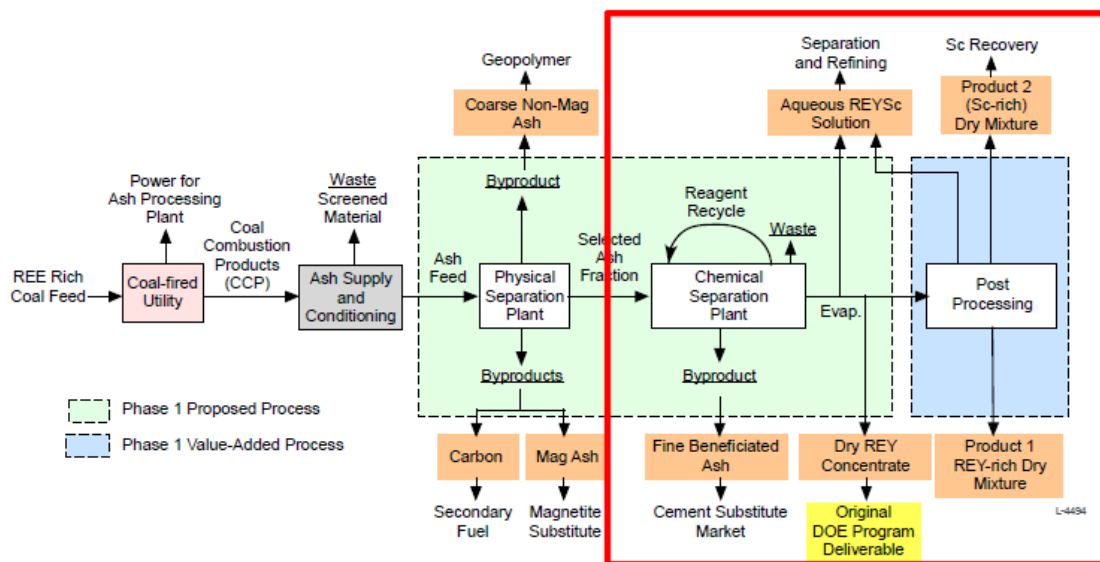 Geopolymer
Coarse Non-Mag
Ash
Separation
and Refining
Aqueous REYSc
Solution
Sc Recovery
Product 2
(Sc-rich)
Dry Mixture
Power for
Ash Processing
Plant
Waste
Screened
Material
Byproduct
Reagent
Recycle
Waste
REE Rich
Coal Feed
Coal-fired
Utility
Coal
Combustion
Products
(CCP)
Ash Supply
and
Conditioning
Ash
Feed
Physical
Separation
Plant
Selected
Ash
Fraction
Chemical
Separation
Plant
Evap.
Post
Processing
Byproducts
Byproduct
Phase 1 Proposed Process
Phase 1 Value-Added Process
Carbon
Mag Ash
Fine Beneficiated
Ash
Dry REY
Concentrate
Product 1
REY-rich Dry
Mixture
Secondary
Fuel
Magnetite
Substitute
Cement Substitute
Market
Original
DOE Program
Deliverable
L-4494